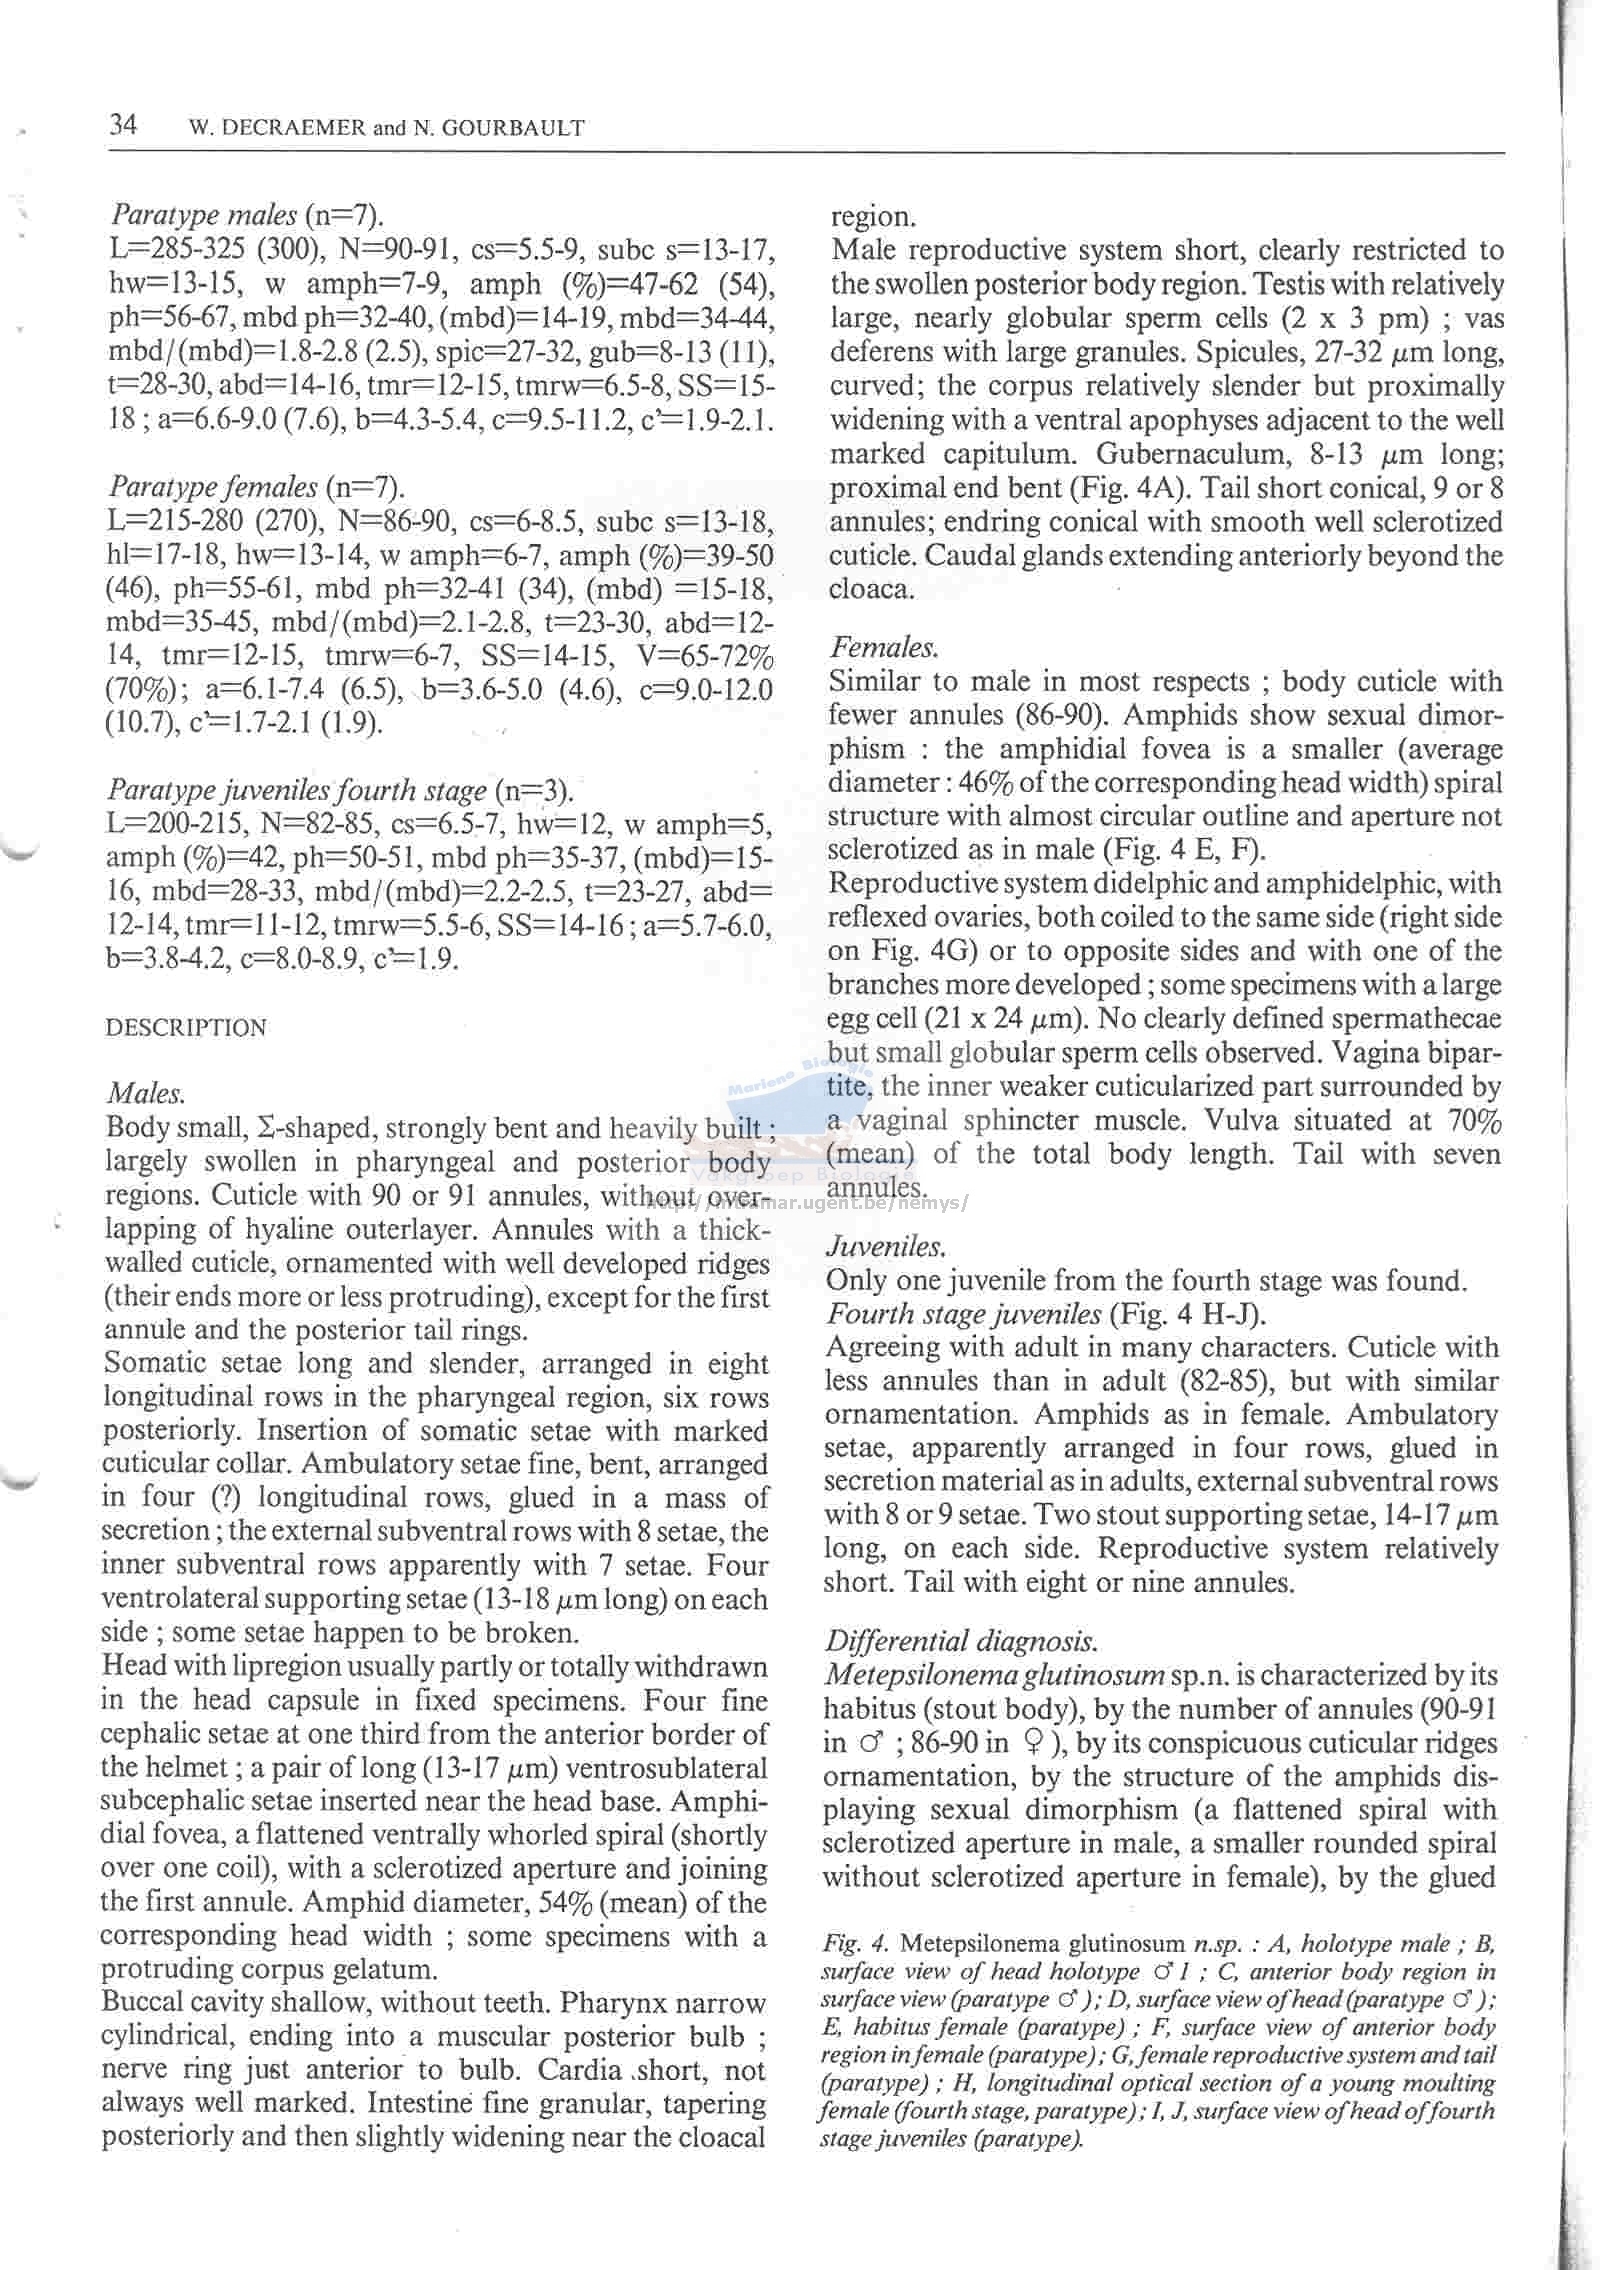 34 W. DECRAEMER and N. GOURBAULT
Paratype males (n=7).
L=285-325 (300), N=90-91, cs=5.5-9, subc s=13-17,
hw=13-15, w amph=7-9, amph (%)=47-62 (54),
ph=56-67, mbd ph=32-40, (mbd)=14-19, mbd=34-44,
mbd/(mbd)=1.8-2.8 (2.5), spic=27-32, gub=8-13 (11),
t=28-30, abd=14-16, tmr=12-15, tmrw=6.5-8, SS=15-
18 ; a=6.6-9.0 (7.6), b=4.3-5.4, c=9.5-11.2, c'=1.9-2.1.
Paratype females (n=7).
L=215-280 (270), N=86-90, cs=6-8.5, subc s=13-18,
hl=17-18, hw=13-14, w amph=6-7, amph (%)=39-50
(46), ph=55-61, mbd ph=32-41 (34), (mbd) =15-18,
mbd=35-45, mbd/(mbd)=2.1-2.8, t=23-30, abd=12-
14, tmr=12-15, tmrw=6-7, SS=14-15, V=65-72%
(70%); a=6.1-7.4 (6.5), b=3.6-5.0 (4.6), c=9.0-12.0
(10.7), c'=1.7-2.1 (1.9).
Paratype juveniles fourth stage (n=3).
L=200-215, N=82-85, cs=6.5-7, hw=12, w amph=5,
amph (%)=42, ph=50-51, mbd ph=35-37, (mbd)=15-
16, mbd=28-33, mbd/(mbd)=2.2-2.5, t=23-27, abd=
12-14, tmr=11-12, tmrw=5.5-6, SS=14-16 ; a=5.7-6.0,
b=3.8-4.2, c=8.0-8.9, c'=1.9.
DESCRIPTION
Males.
Body small, Σ-shaped, strongly bent and heavily built ;
largely swollen in pharyngeal and posterior body
regions. Cuticle with 90 or 91 annules, without over-
lapping of hyaline outerlayer. Annules with a thick-
walled cuticle, ornamented with well developed ridges
(their ends more or less protruding), except for the first
annule and the posterior tail rings.
Somatic setae long and slender, arranged in eight
longitudinal rows in the pharyngeal region, six rows
posteriorly. Insertion of somatic setae with marked
cuticular collar. Ambulatory setae fine, bent, arranged
in four (?) longitudinal rows, glued in a mass of
secretion ; the external subventral rows with 8 setae, the
inner subventral rows apparently with 7 setae. Four
ventrolateral supporting setae (13-18 µm long) on each
side ; some setae happen to be broken.
Head with lipregion usually partly or totally withdrawn
in the head capsule in fixed specimens. Four fine
cephalic setae at one third from the anterior border of
the helmet ; a pair of long (13-17 µm) ventrosublateral
subcephalic setae inserted near the head base. Amphi-
dial fovea, a flattened ventrally whorled spiral (shortly
over one coil), with a sclerotized aperture and joining
the first annule. Amphid diameter, 54% (mean) of the
corresponding head width ; some specimens with a
protruding corpus gelatum.
Buccal cavity shallow, without teeth. Pharynx narrow
cylindrical, ending into a muscular posterior bulb ;
nerve ring just anterior to bulb. Cardia short, not
always well marked. Intestine fine granular, tapering
posteriorly and then slightly widening near the cloacal
region.
Male reproductive system short, clearly restricted to
the swollen posterior body region. Testis with relatively
large, nearly globular sperm cells (2 x 3 pm) ; vas
deferens with large granules. Spicules, 27-32 µm long,
curved; the corpus relatively slender but proximally
widening with a ventral apophyses adjacent to the well
marked capitulum. Gubernaculum, 8-13 µm long;
proximal end bent (Fig. 4A). Tail short conical, 9 or 8
annules; endring conical with smooth well sclerotized
cuticle. Caudal glands extending anteriorly beyond the
cloaca.
Females.
Similar to male in most respects ; body cuticle with
fewer annules (86-90). Amphids show sexual dimor-
phism : the amphidial fovea is a smaller (average
diameter : 46% of the corresponding head width) spiral
structure with almost circular outline and aperture not
sclerotized as in male (Fig. 4 E, F).
Reproductive system didelphic and amphidelphic, with
reflexed ovaries, both coiled to the same side (right side
on Fig. 4G) or to opposite sides and with one of the
branches more developed ; some specimens with a large
egg cell (21 x 24 µm). No clearly defined spermathecae
but small globular sperm cells observed. Vagina bipar-
tite, the inner weaker cuticularized part surrounded by
a vaginal sphincter muscle. Vulva situated at 70%
(mean) of the total body length. Tail with seven
annules.
Juveniles.
Only one juvenile from the fourth stage was found.
Fourth stage juveniles (Fig. 4 H-J).
Agreeing with adult in many characters. Cuticle with
less annules than in adult (82-85), but with similar
ornamentation. Amphids as in female. Ambulatory
setae, apparently arranged in four rows, glued in
secretion material as in adults, external subventral rows
with 8 or 9 setae. Two stout supporting setae, 14-17 µm
long, on each side. Reproductive system relatively
short. Tail with eight or nine annules.
Differential diagnosis.
Metepsilonema glutinosum sp.n. is characterized by its
habitus (stout body), by the number of annules (90-91
in ♂ ; 86-90 in ♀ ), by its conspicuous cuticular ridges
ornamentation, by the structure of the amphids dis-
playing sexual dimorphism (a flattened spiral with
sclerotized aperture in male, a smaller rounded spiral
without sclerotized aperture in female), by the glued
Fig. 4. Metepsilonema glutinosum n.sp. : A, holotype male ; B,
surface view of head holotype ♂ 1 ; C, anterior body region in
surface view (paratype ♂ ) ; D, surface view of head (paratype ♂ ) ;
E, habitus female (paratype) ; F, surface view of anterior body
region in female (paratype) ; G, female reproductive system and tail
(paratype) ; H, longitudinal optical section of a young moulting
female (fourth stage, paratype) ; I, J, surface view of head of fourth
stage juveniles (paratype).
Mariene Biologie
Vakgroep Biologie
http://intramar.ugent.be/nemys/